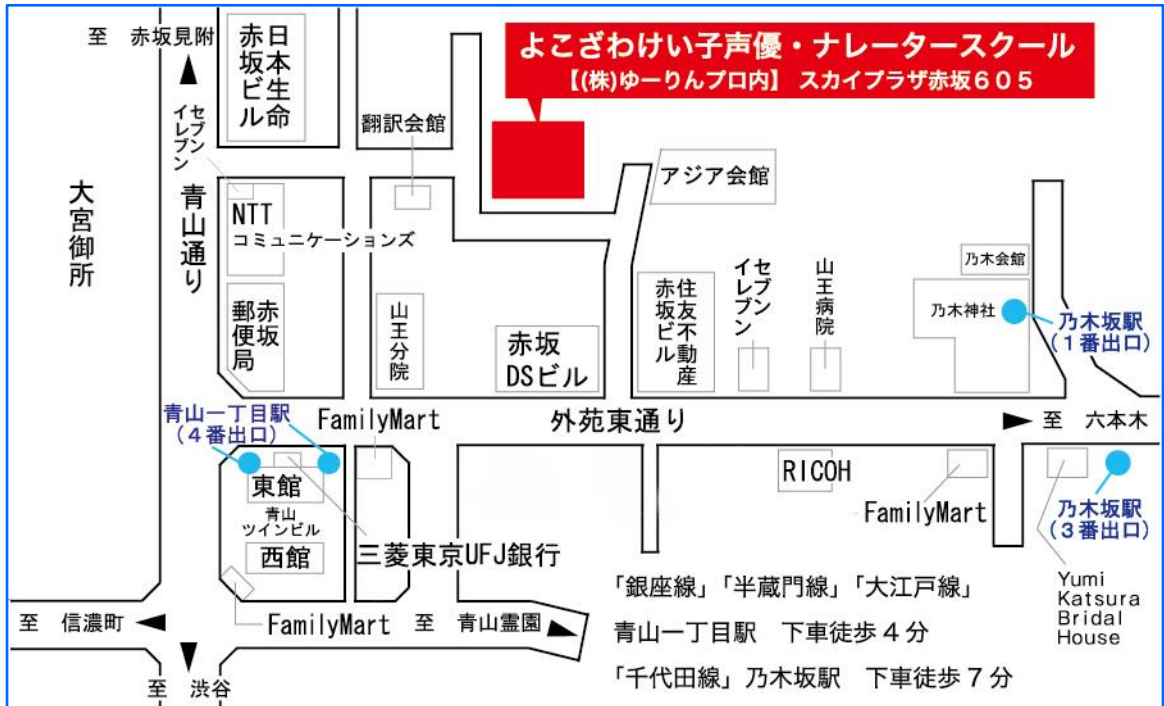 至 赤坂見附
日本生命
赤坂ビル
よこざわけい子声優・ナレータースクール
【(株)ゆーりんプロ内】 スカイプラザ赤坂605
セブン
イレブン
翻訳会館
アジア会館
大宮御所
青山通り
NTT
コミュニケーションズ
乃木会館
赤坂
郵便局
山王分院
赤坂
DSビル
住友不動産
赤坂ビル
セブン
イレブン
山王病院
乃木神社
乃木坂駅
(1番出口)
青山一丁目駅
(4番出口)
FamilyMart
外苑東通り
至 六本木
東館
青山
ツインビル
西館
三菱東京UFJ銀行
RICOH
FamilyMart
乃木坂駅
(3番出口)
Yumi
Katsura
Bridal
House
至 信濃町
FamilyMart
至 青山霊園
至 渋谷
「銀座線」「半蔵門線」「大江戸線」
青山一丁目駅 下車徒歩4分
「千代田線」乃木坂駅 下車徒歩7分